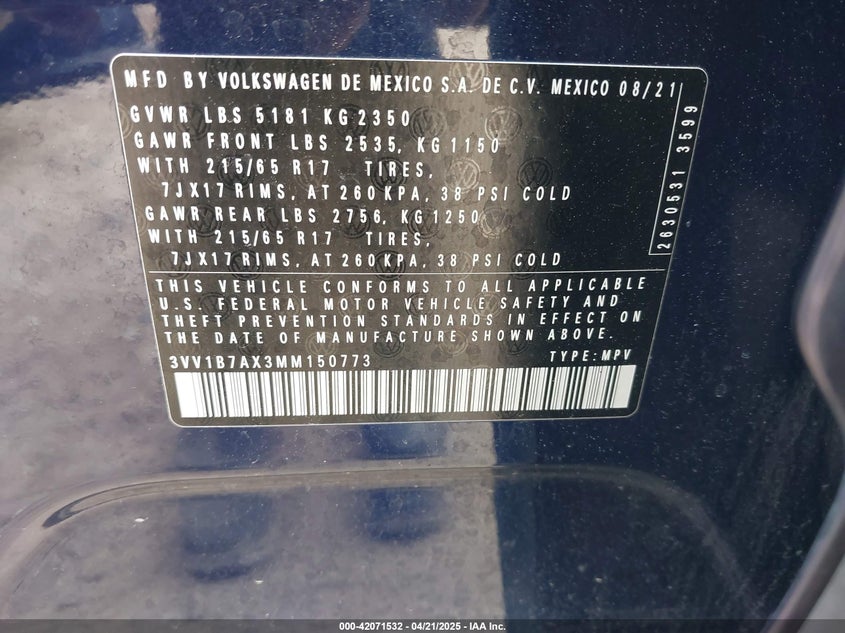 MFD BY VOLKSWAGEN DE MEXICO S.A. DE C.V. MEXICO 08/21
GVWR LBS 5181 KG 2350
GAWR FRONT LBS 2535, KG 1150
WITH 215/65 R17 TIRES,
7JX17 RIMS, AT 260 KPA, 38 PSI COLD
GAWR REAR LBS 2756, KG 1250
WITH 215/65 R17 TIRES,
7JX17 RIMS, AT 260 KPA, 38 PSI COLD
2630531 3599
THIS VEHICLE CONFORMS TO ALL APPLICABLE
U.S. FEDERAL MOTOR VEHICLE SAFETY AND
THEFT PREVENTION STANDARDS IN EFFECT ON
THE DATE OF MANUFACTURE SHOWN ABOVE.
3VV1B7AX3MM150773 TYPE: MPV
000-42071532 - 04/21/2025 - IAA Inc.